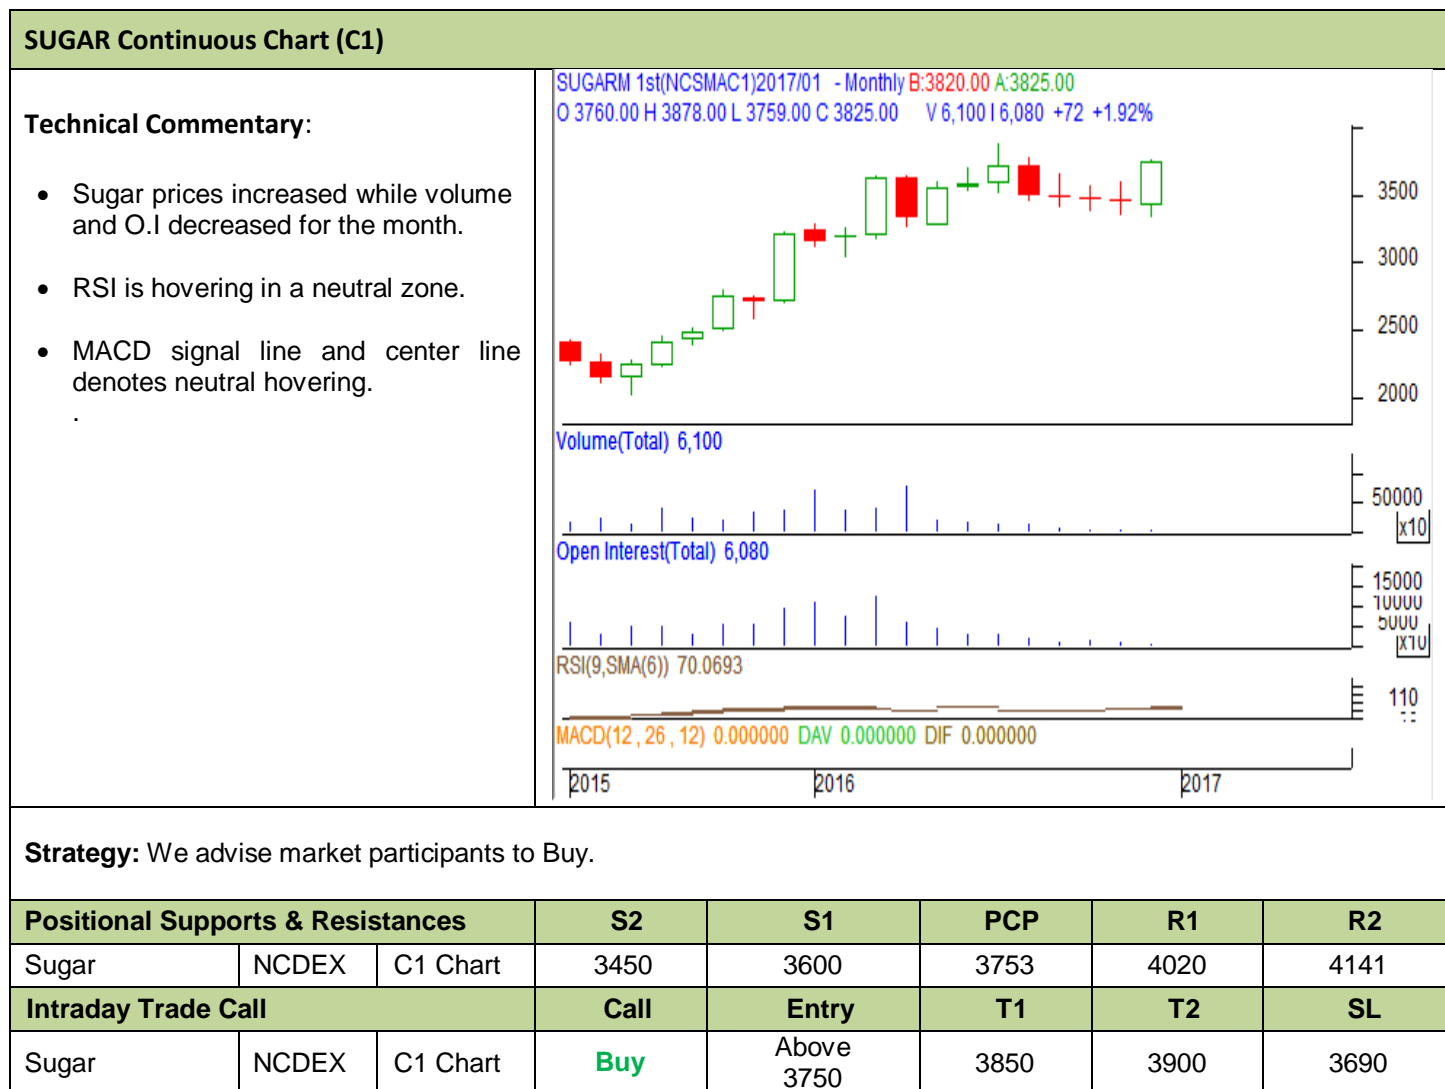 SUGAR Continuous Chart (C1)
Technical Commentary:
• Sugar prices increased while volume
and O.I decreased for the month.
• RSI is hovering in a neutral zone.
• MACD signal line and center line
denotes neutral hovering.
.
SUGARM 1st(NCSMAC1)2017/01 - Monthly B:3820.00 A:3825.00
O 3760.00 H 3878.00 L 3759.00 C 3825.00 V 6,100 I 6,080 +72 +1.92%
3500
3000
2500
2000
Volume(Total) 6,100
50000
x10
Open Interest(Total) 6,080
15000
10000
5000
x10
RSI(9,SMA(6)) 70.0693
110
MACD(12 , 26 , 12) 0.000000 DAV 0.000000 DIF 0.000000
2015 2016 2017
Strategy: We advise market participants to Buy.
Positional Supports & Resistances S2 S1 PCP R1 R2
Sugar NCDEX C1 Chart 3450 3600 3753 4020 4141
Intraday Trade Call Call Entry T1 T2 SL
Sugar NCDEX C1 Chart Buy Above 3850 3900 3690
3750